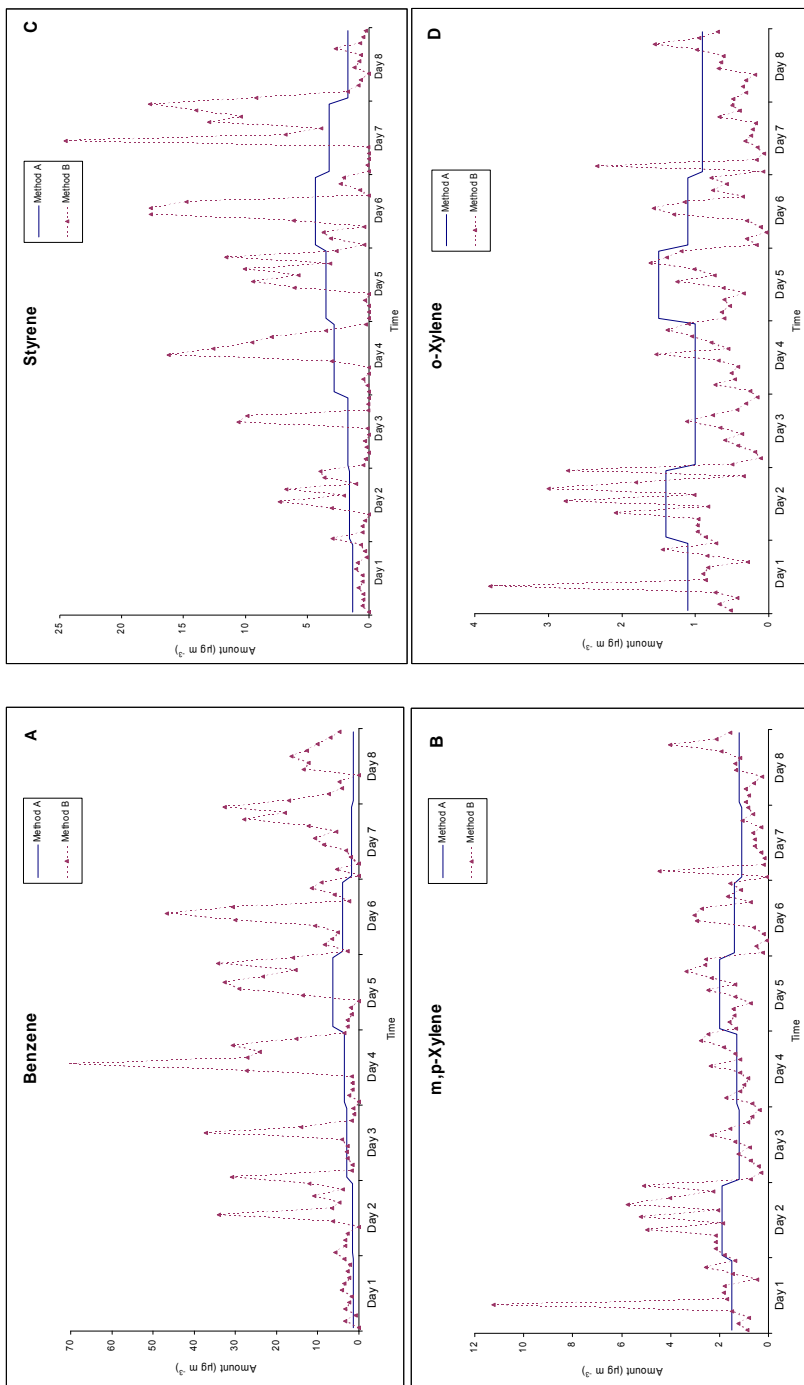 A
Benzene
Method A
Method B
Amount (µg m⁻³)
70
60
50
40
30
20
10
0
Day 1
Day 2
Day 3
Day 4
Day 5
Day 6
Day 7
Day 8
Time
C
Styrene
Method A
Method B
Amount (µg m⁻³)
25
20
15
10
5
0
Day 1
Day 2
Day 3
Day 4
Day 5
Day 6
Day 7
Day 8
Time
B
m,p-Xylene
Method A
Method B
Amount (µg m⁻³)
12
10
8
6
4
2
0
Day 1
Day 2
Day 3
Day 4
Day 5
Day 6
Day 7
Day 8
Time
D
o-Xylene
Method A
Method B
Amount (µg m⁻³)
4
3
2
1
0
Day 1
Day 2
Day 3
Day 4
Day 5
Day 6
Day 7
Day 8
Time